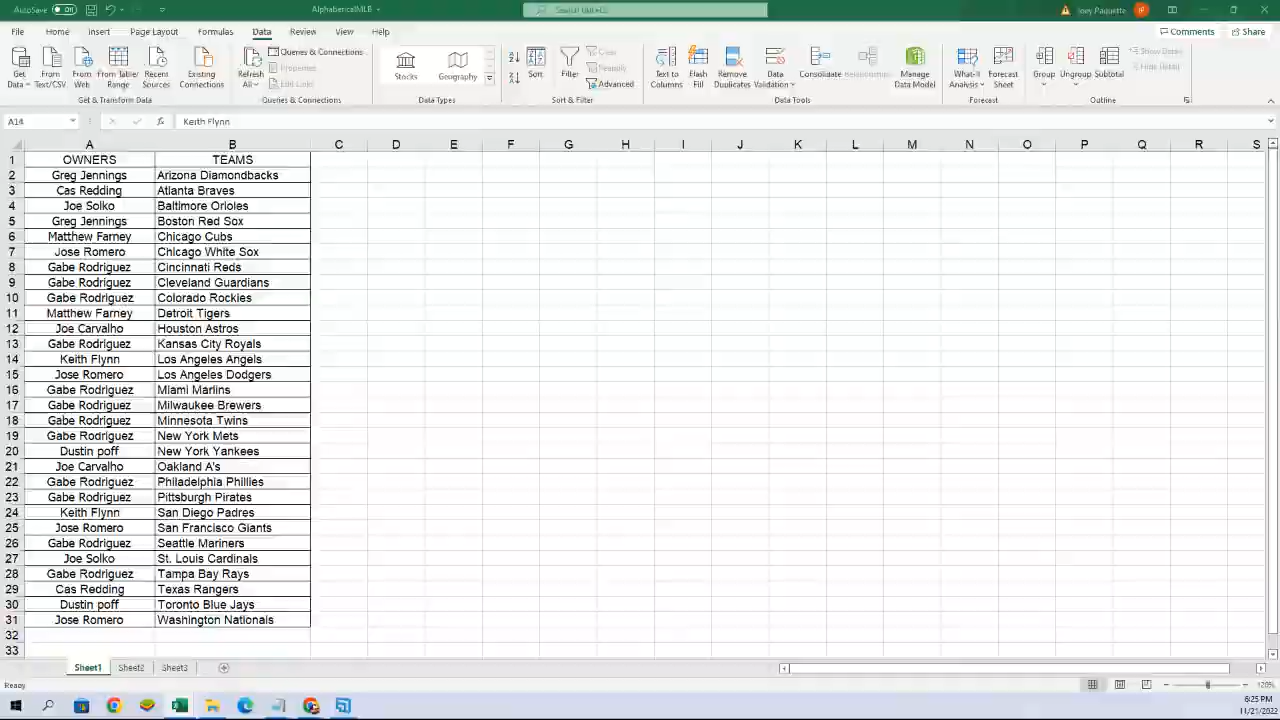 AutoSave Off AlphabericalMLB Search (Alt+Q) Joey Paquette
File Home Insert Page Layout Formulas Data Review View Help Comments Share
Get Data From Text/CSV From Web From Table/Range Recent Sources Existing Connections Refresh All Queries & Connections Properties Edit Links Stocks Geography Sort Filter Clear Reapply Advanced Text to Columns Flash Fill Remove Duplicates Data Validation Consolidate Relationships Manage Data Model What-If Analysis Forecast Sheet Group Ungroup Subtotal Show Detail Hide Detail
Get & Transform Data Queries & Connections Data Types Sort & Filter Data Tools Forecast Outline
A14 fx Keith Flynn
A B C D E F G H I J K L M N O P Q R S
1 OWNERS TEAMS
2 Greg Jennings Arizona Diamondbacks
3 Cas Redding Atlanta Braves
4 Joe Solko Baltimore Orioles
5 Greg Jennings Boston Red Sox
6 Matthew Farney Chicago Cubs
7 Jose Romero Chicago White Sox
8 Gabe Rodriguez Cincinnati Reds
9 Gabe Rodriguez Cleveland Guardians
10 Gabe Rodriguez Colorado Rockies
11 Matthew Farney Detroit Tigers
12 Joe Carvalho Houston Astros
13 Gabe Rodriguez Kansas City Royals
14 Keith Flynn Los Angeles Angels
15 Jose Romero Los Angeles Dodgers
16 Gabe Rodriguez Miami Marlins
17 Gabe Rodriguez Milwaukee Brewers
18 Gabe Rodriguez Minnesota Twins
19 Gabe Rodriguez New York Mets
20 Dustin poff New York Yankees
21 Joe Carvalho Oakland A's
22 Gabe Rodriguez Philadelphia Phillies
23 Gabe Rodriguez Pittsburgh Pirates
24 Keith Flynn San Diego Padres
25 Jose Romero San Francisco Giants
26 Gabe Rodriguez Seattle Mariners
27 Joe Solko St. Louis Cardinals
28 Gabe Rodriguez Tampa Bay Rays
29 Cas Redding Texas Rangers
30 Dustin poff Toronto Blue Jays
31 Jose Romero Washington Nationals
32
33
Sheet1 Sheet2 Sheet3
Ready 120%
6:25 PM
11/21/2022